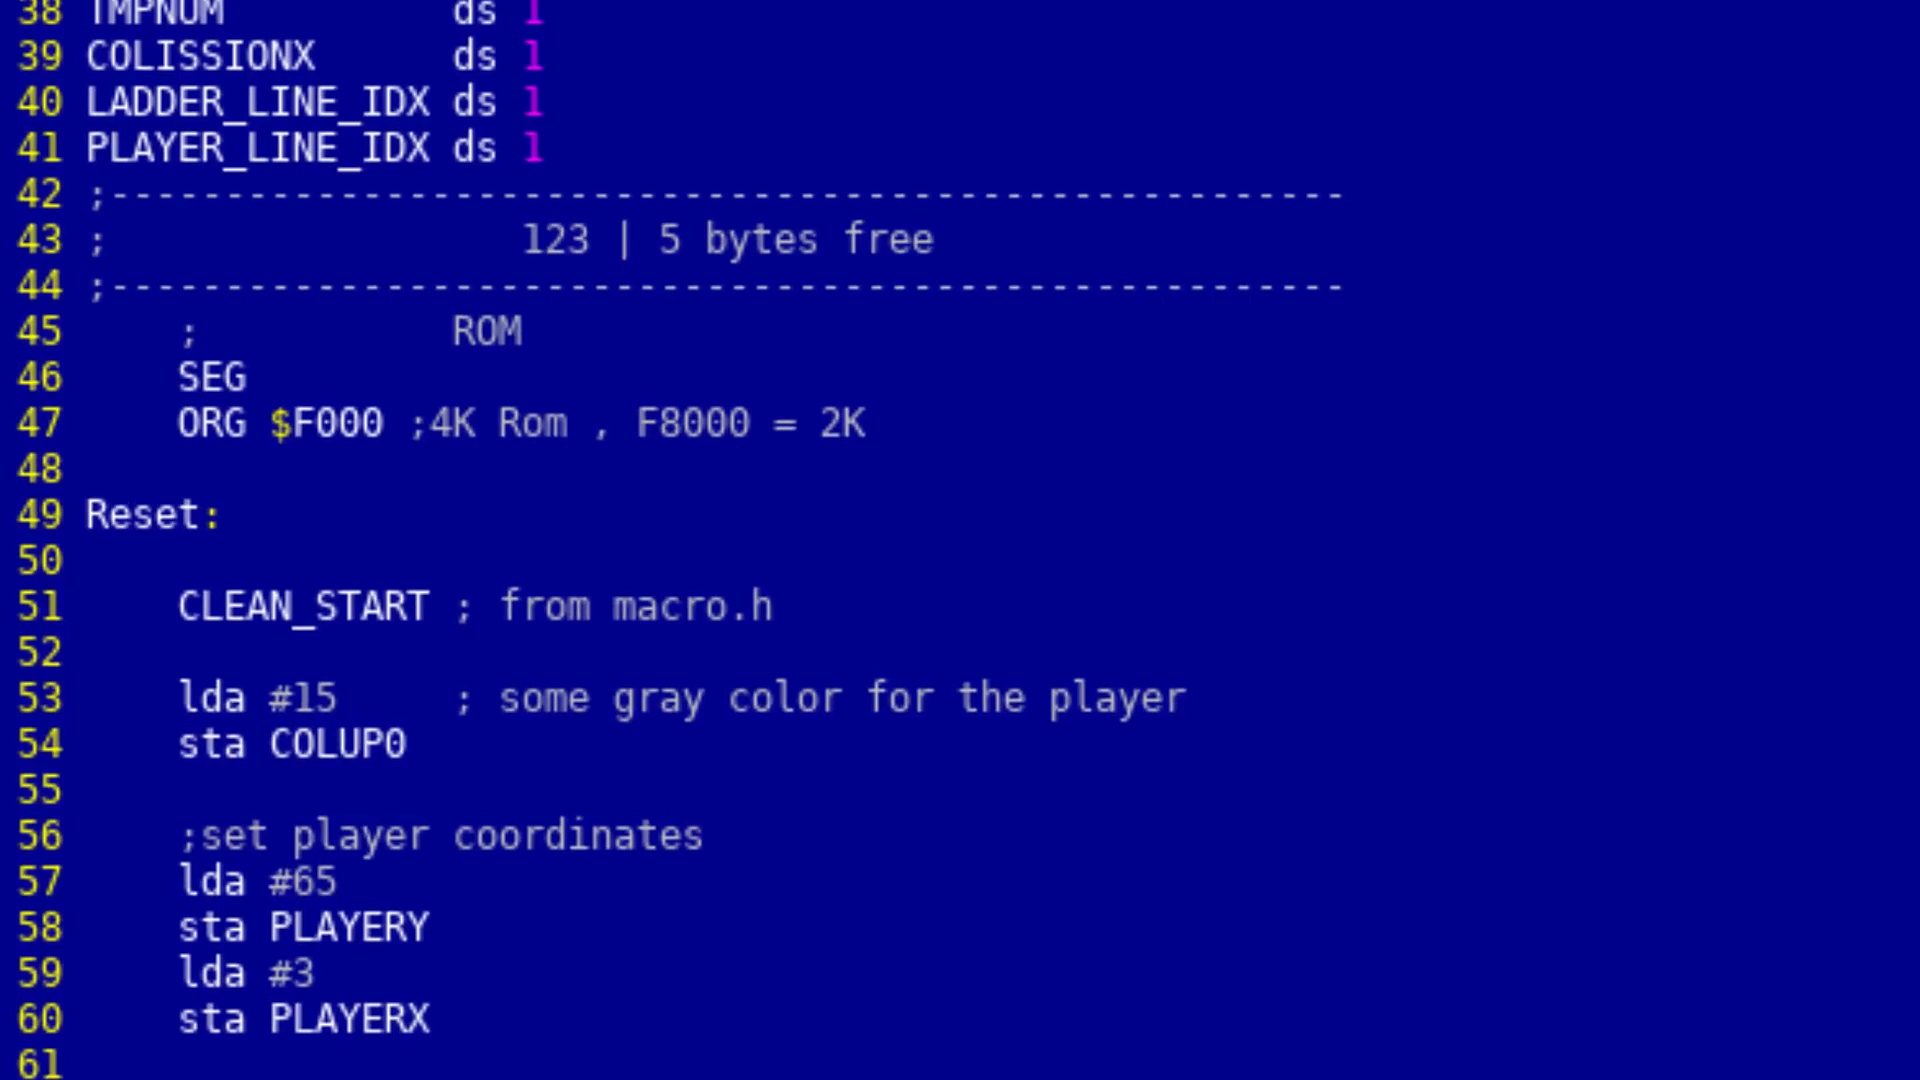 38 TMPNUM          ds 1
39 COLISSIONX      ds 1
40 LADDER_LINE_IDX ds 1
41 PLAYER_LINE_IDX ds 1
42 ;------------------------------------------------------
43 ;                  123 | 5 bytes free
44 ;------------------------------------------------------
45     ;           ROM
46     SEG
47     ORG $F000 ;4K Rom , F8000 = 2K
48
49 Reset:
50
51     CLEAN_START ; from macro.h
52
53     lda #15     ; some gray color for the player
54     sta COLUP0
55
56     ;set player coordinates
57     lda #65
58     sta PLAYERY
59     lda #3
60     sta PLAYERX
61